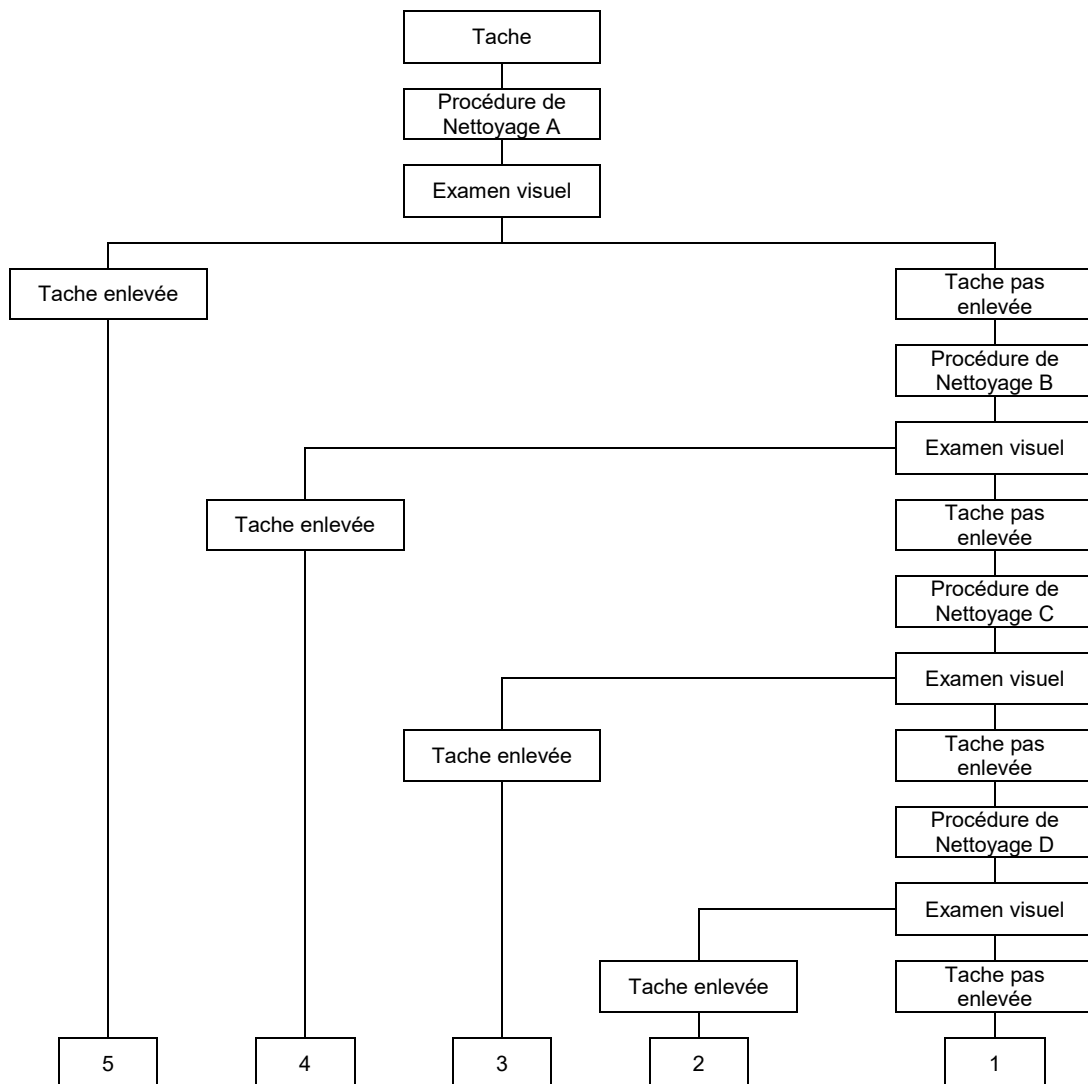 Tache
Procédure de
Nettoyage A
Examen visuel
Tache enlevée
Tache pas
enlevée
Procédure de
Nettoyage B
Examen visuel
Tache enlevée
Tache pas
enlevée
Procédure de
Nettoyage C
Examen visuel
Tache enlevée
Tache pas
enlevée
Procédure de
Nettoyage D
Examen visuel
Tache enlevée
Tache pas
enlevée
5
4
3
2
1